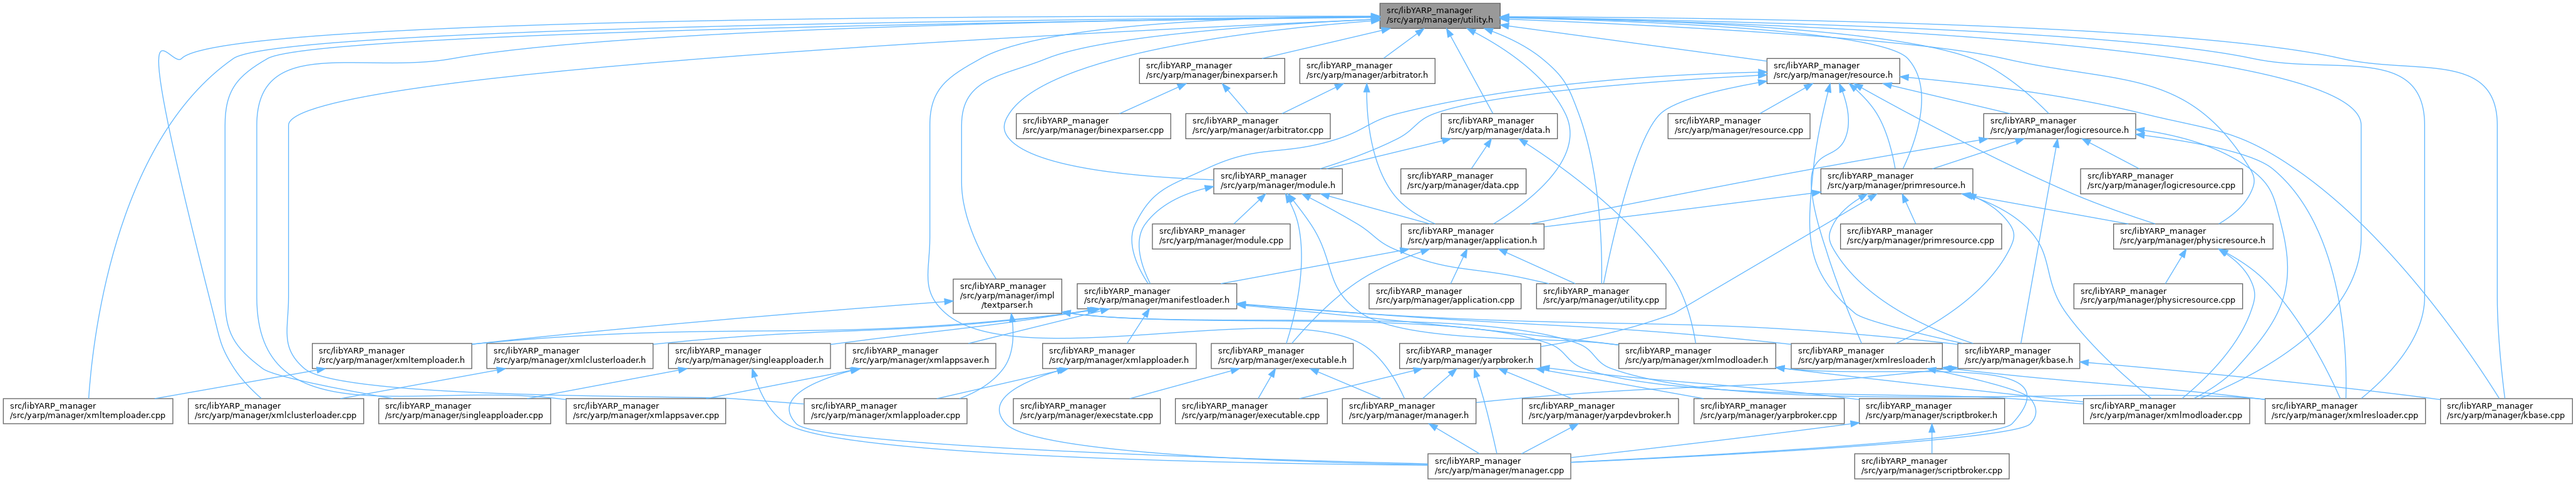 src/libYARP_manager
/src/yarp/manager/utility.h
src/libYARP_manager
/src/yarp/manager/binexparser.h
src/libYARP_manager
/src/yarp/manager/arbitrator.h
src/libYARP_manager
/src/yarp/manager/resource.h
src/libYARP_manager
/src/yarp/manager/binexparser.cpp
src/libYARP_manager
/src/yarp/manager/arbitrator.cpp
src/libYARP_manager
/src/yarp/manager/data.h
src/libYARP_manager
/src/yarp/manager/resource.cpp
src/libYARP_manager
/src/yarp/manager/logicresource.h
src/libYARP_manager
/src/yarp/manager/module.h
src/libYARP_manager
/src/yarp/manager/data.cpp
src/libYARP_manager
/src/yarp/manager/primresource.h
src/libYARP_manager
/src/yarp/manager/logicresource.cpp
src/libYARP_manager
/src/yarp/manager/module.cpp
src/libYARP_manager
/src/yarp/manager/application.h
src/libYARP_manager
/src/yarp/manager/primresource.cpp
src/libYARP_manager
/src/yarp/manager/physicresource.h
src/libYARP_manager
/src/yarp/manager/impl
/textparser.h
src/libYARP_manager
/src/yarp/manager/manifestloader.h
src/libYARP_manager
/src/yarp/manager/application.cpp
src/libYARP_manager
/src/yarp/manager/utility.cpp
src/libYARP_manager
/src/yarp/manager/physicresource.cpp
src/libYARP_manager
/src/yarp/manager/xmltemploader.h
src/libYARP_manager
/src/yarp/manager/xmlclusterloader.h
src/libYARP_manager
/src/yarp/manager/singleapploader.h
src/libYARP_manager
/src/yarp/manager/xmlappsaver.h
src/libYARP_manager
/src/yarp/manager/xmlapploader.h
src/libYARP_manager
/src/yarp/manager/executable.h
src/libYARP_manager
/src/yarp/manager/yarpbroker.h
src/libYARP_manager
/src/yarp/manager/xmlmodloader.h
src/libYARP_manager
/src/yarp/manager/xmlresloader.h
src/libYARP_manager
/src/yarp/manager/kbase.h
src/libYARP_manager
/src/yarp/manager/xmltemploader.cpp
src/libYARP_manager
/src/yarp/manager/xmlclusterloader.cpp
src/libYARP_manager
/src/yarp/manager/singleapploader.cpp
src/libYARP_manager
/src/yarp/manager/xmlappsaver.cpp
src/libYARP_manager
/src/yarp/manager/xmlapploader.cpp
src/libYARP_manager
/src/yarp/manager/execstate.cpp
src/libYARP_manager
/src/yarp/manager/executable.cpp
src/libYARP_manager
/src/yarp/manager/manager.h
src/libYARP_manager
/src/yarp/manager/yarpdevbroker.h
src/libYARP_manager
/src/yarp/manager/yarpbroker.cpp
src/libYARP_manager
/src/yarp/manager/scriptbroker.h
src/libYARP_manager
/src/yarp/manager/xmlmodloader.cpp
src/libYARP_manager
/src/yarp/manager/xmlresloader.cpp
src/libYARP_manager
/src/yarp/manager/kbase.cpp
src/libYARP_manager
/src/yarp/manager/manager.cpp
src/libYARP_manager
/src/yarp/manager/scriptbroker.cpp